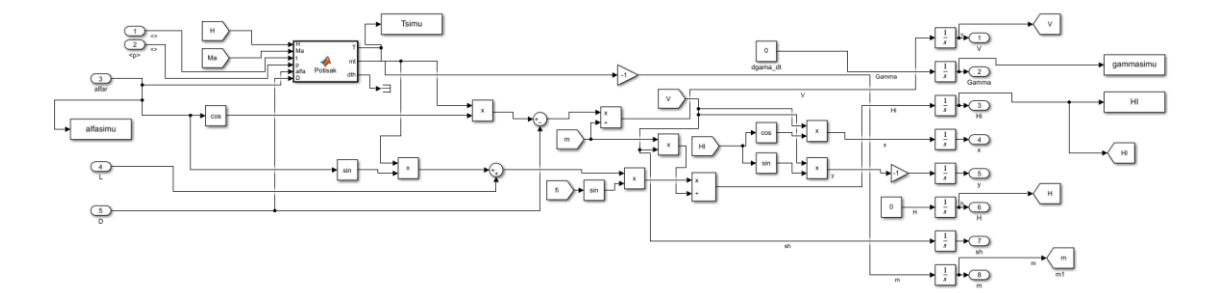 Tsimu
V
1
<>
H
1
s
1
V
2
<>
<p>
Ma
H
Ma
t
p
alfa
D
Potisak
T
mt
dth
0
dgama_dt
Gamma
1
s
2
Gamma
gammasimu
3
alfar
-1
V
V
Hi
1
s
3
Hi
HI
alfasimu
cos
x
+
-
x
÷
m
x
HI
cos
x
x
1
s
4
x
HI
4
L
sin
x
+
+
x
x
÷
sin
x
y
-1
1
s
5
y
fi
sin
5
D
0
H
1
s
6
H
H
sh
1
s
7
sh
m
1
s
8
m
m
m
m1